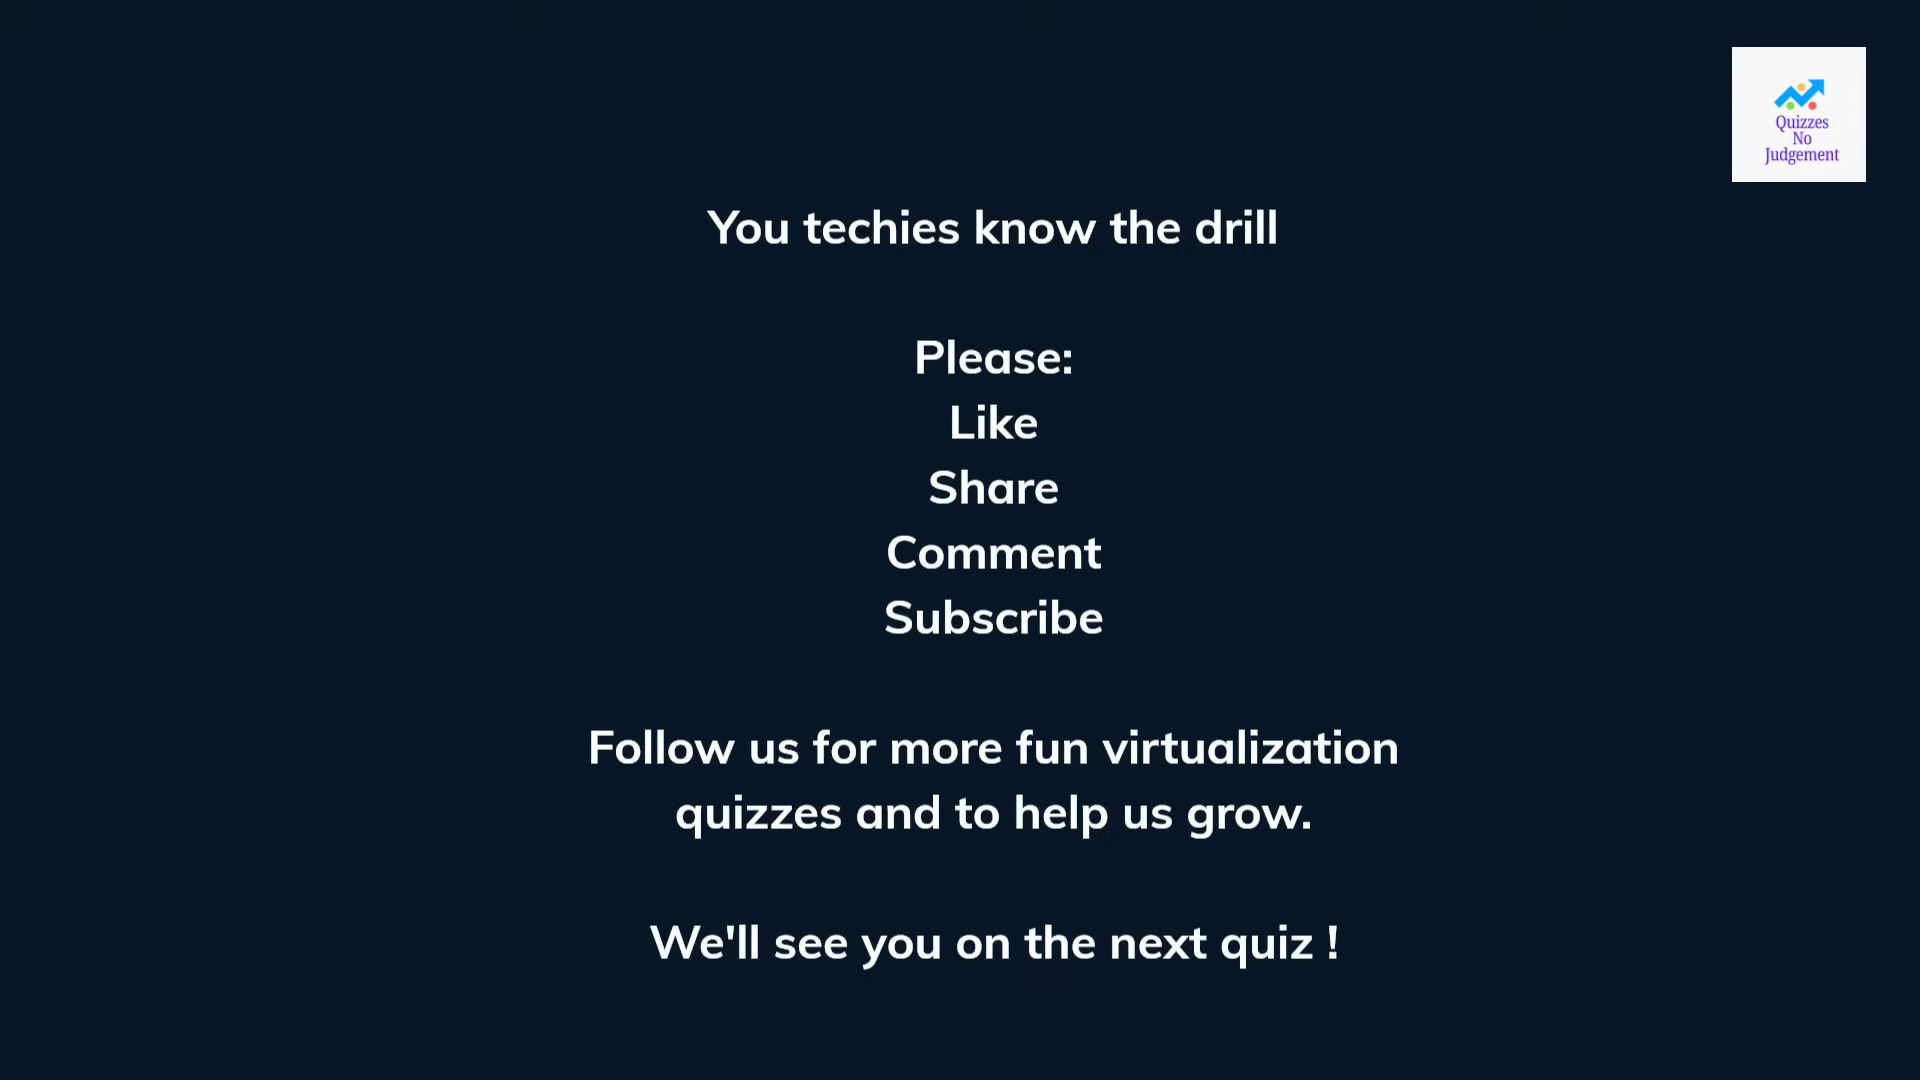 Quizzes
No
Judgement
You techies know the drill
Please:
Like
Share
Comment
Subscribe
Follow us for more fun virtualization
quizzes and to help us grow.
We'll see you on the next quiz !